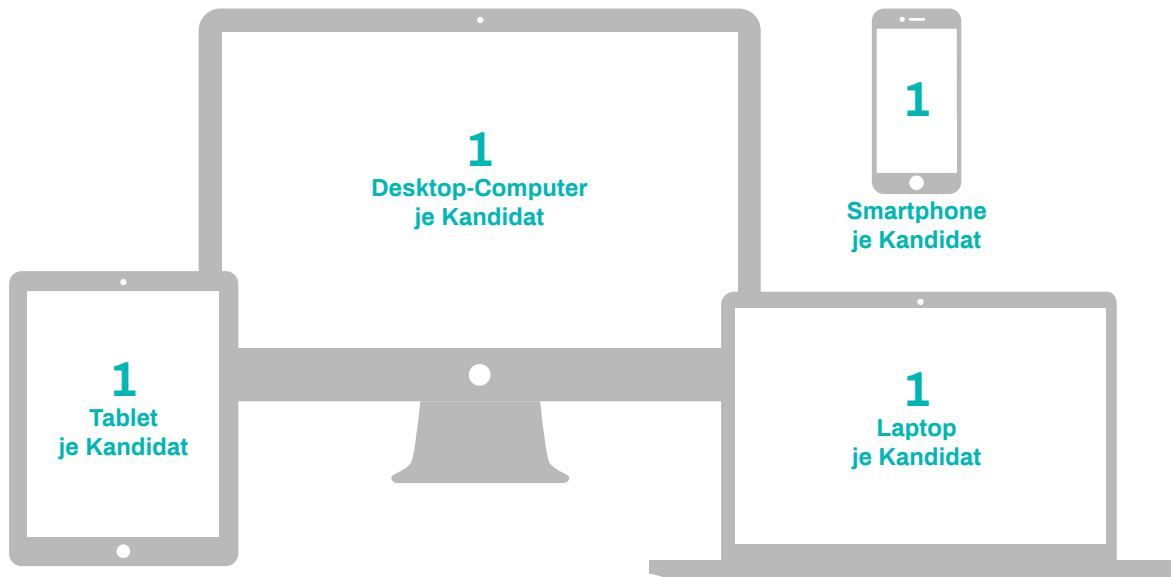 1
Desktop-Computer
je Kandidat
1
Smartphone
je Kandidat
1
Tablet
je Kandidat
1
Laptop
je Kandidat